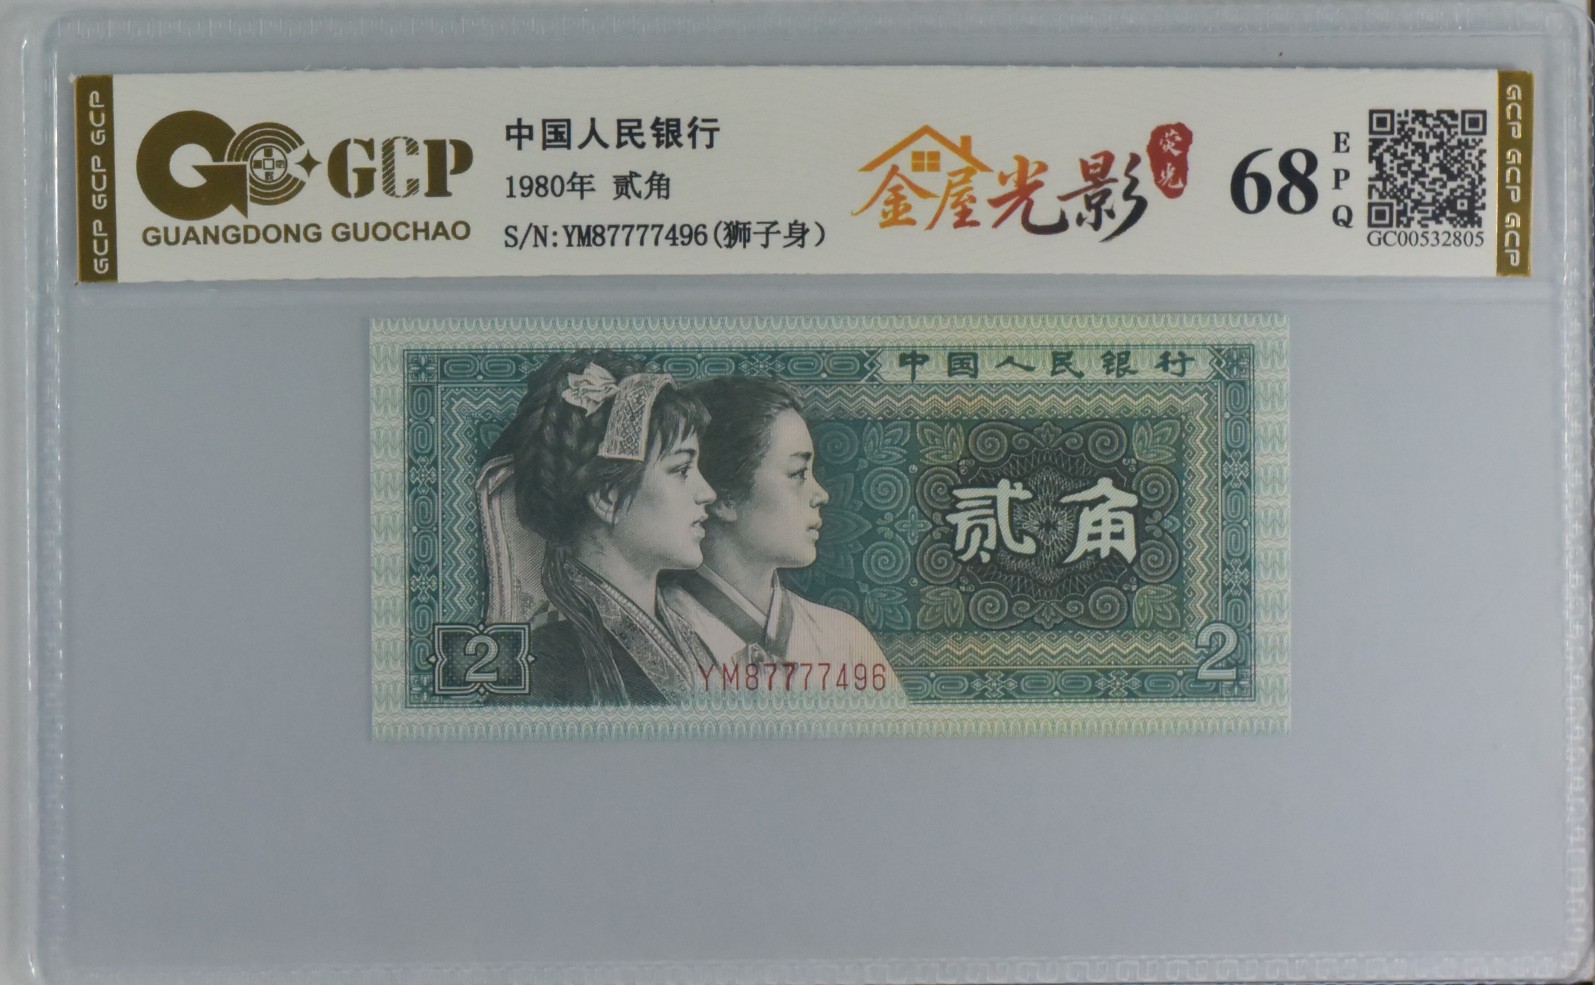 GCP GCP GCP
GCP
GUANGDONG GUOCHAO
中国人民银行
1980年 贰角
S/N:YM87777496(狮子身)
金屋光影
荧光
68
EPQ
GC00532805
GCP GCP GCP
中国人民银行
贰角
2
YM87777496
2